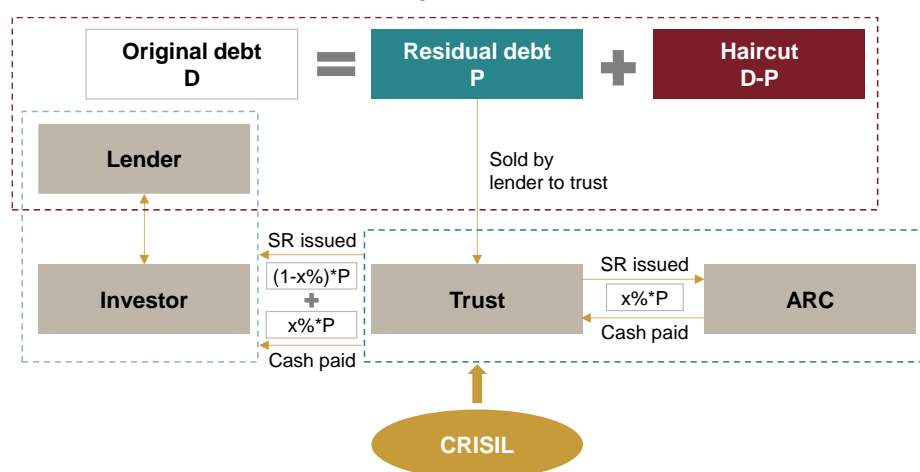 Original debt
D
=
Residual debt
P
+
Haircut
D-P
Lender
Sold by
lender to trust
SR issued
(1-x%)*P
+
x%*P
Cash paid
Investor
Trust
SR issued
x%*P
Cash paid
ARC
CRISIL